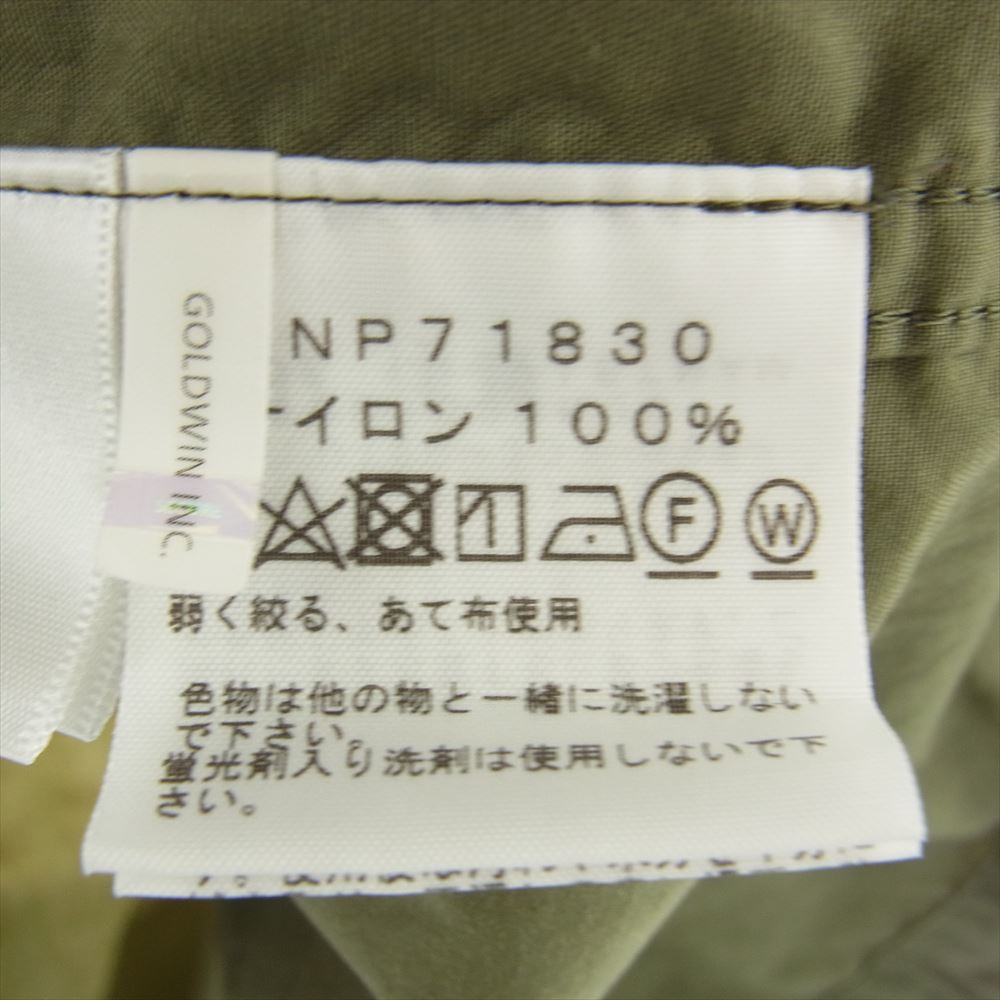 GOLDWIN INC.
NP71830
ナイロン 100%
F W
弱く絞る、あて布使用
色物は他の物と一緒に洗濯しない
で下さい。
蛍光剤入り洗剤は使用しないで下
さい。